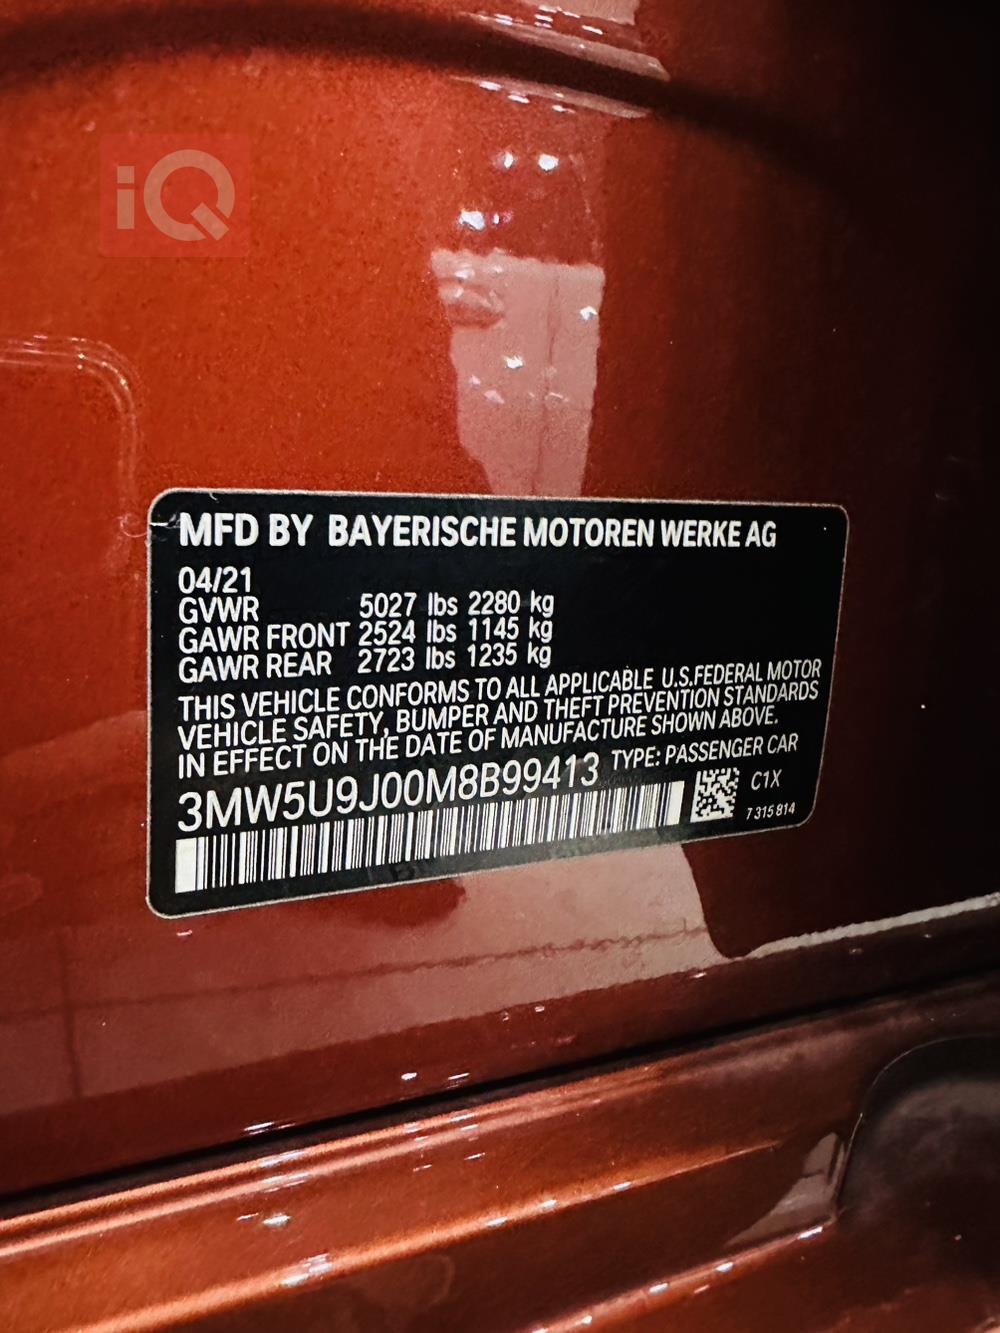 iQ
MFD BY BAYERISCHE MOTOREN WERKE AG
04/21
GVWR 5027 lbs 2280 kg
GAWR FRONT 2524 lbs 1145 kg
GAWR REAR 2723 lbs 1235 kg
THIS VEHICLE CONFORMS TO ALL APPLICABLE U.S.FEDERAL MOTOR
VEHICLE SAFETY, BUMPER AND THEFT PREVENTION STANDARDS
IN EFFECT ON THE DATE OF MANUFACTURE SHOWN ABOVE.
3MW5U9J00M8B99413 TYPE: PASSENGER CAR
C1X
7 315 814